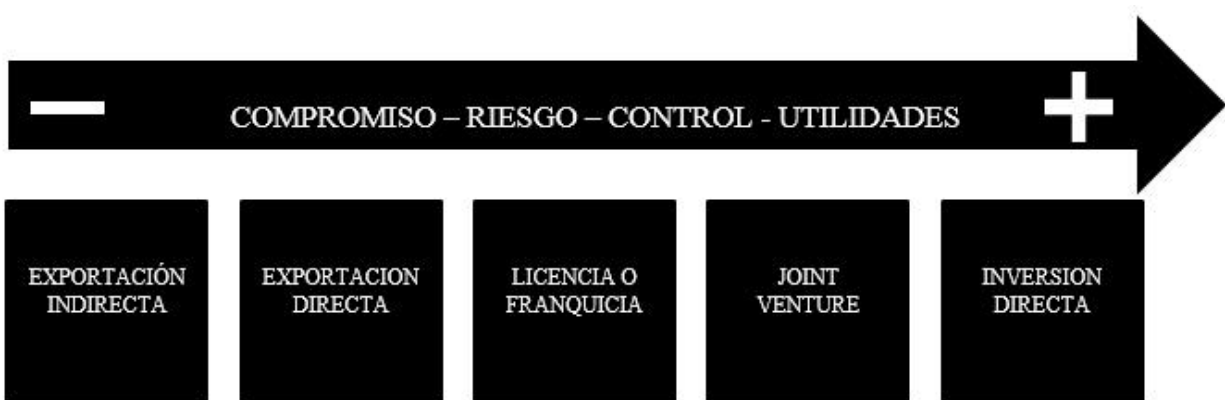 COMPROMISO – RIESGO – CONTROL - UTILIDADES
EXPORTACIÓN
INDIRECTA
EXPORTACION
DIRECTA
LICENCIA O
FRANQUICIA
JOINT
VENTURE
INVERSION
DIRECTA